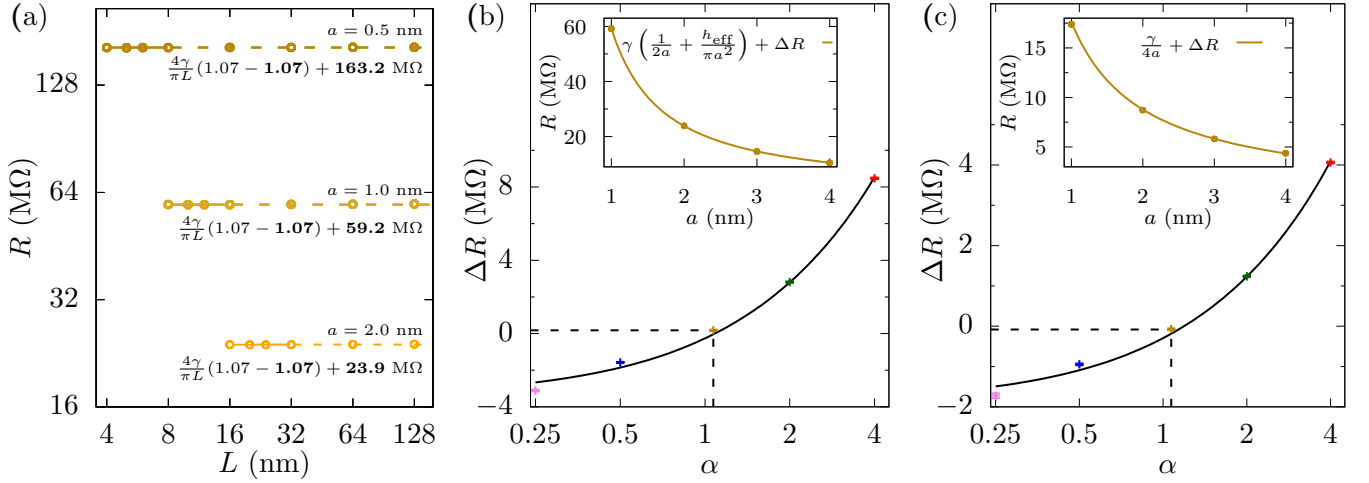 (a)
R (MΩ)
128
64
32
16
a = 0.5 nm
4γ/πL (1.07 − 1.07) + 163.2 MΩ
a = 1.0 nm
4γ/πL (1.07 − 1.07) + 59.2 MΩ
a = 2.0 nm
4γ/πL (1.07 − 1.07) + 23.9 MΩ
4 8 16 32 64 128
L (nm)
(b)
ΔR (MΩ)
8
4
0
−4
0.25 0.5 1 2 4
α
R (MΩ)
60
40
20
γ (1/2a + h_eff/πa²) + ΔR
1 2 3 4
a (nm)
(c)
ΔR (MΩ)
4
2
0
−2
0.25 0.5 1 2 4
α
R (MΩ)
15
10
5
γ/4a + ΔR
1 2 3 4
a (nm)